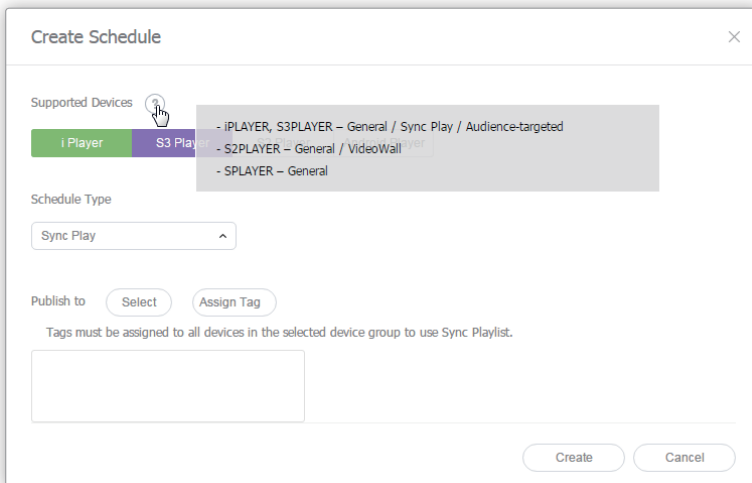 Create Schedule
Supported Devices ?
- iPLAYER, S3PLAYER – General / Sync Play / Audience-targeted
i Player S3 Player Player
- S2PLAYER – General / VideoWall
- SPLAYER – General
Schedule Type
Sync Play
Publish to Select Assign Tag
Tags must be assigned to all devices in the selected device group to use Sync Playlist.
Create Cancel